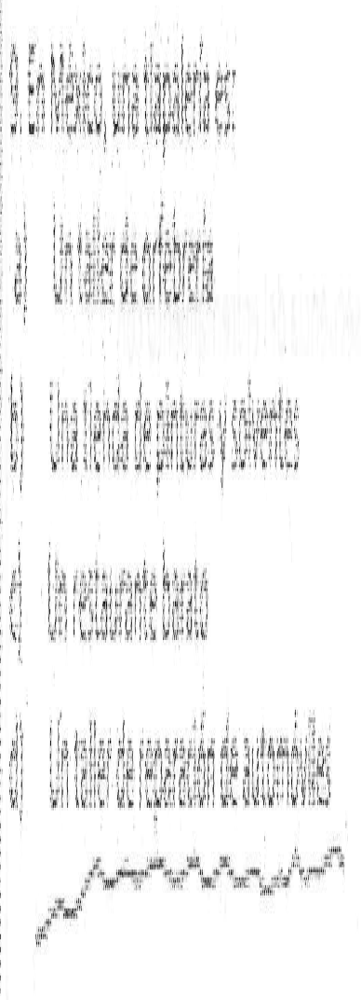 9. En México, una tlapalería es:
a) Un taller de orfebrería
b) Una tienda de pinturas y solventes
c) Un restaurante barato
d) Un taller de reparación de automóviles